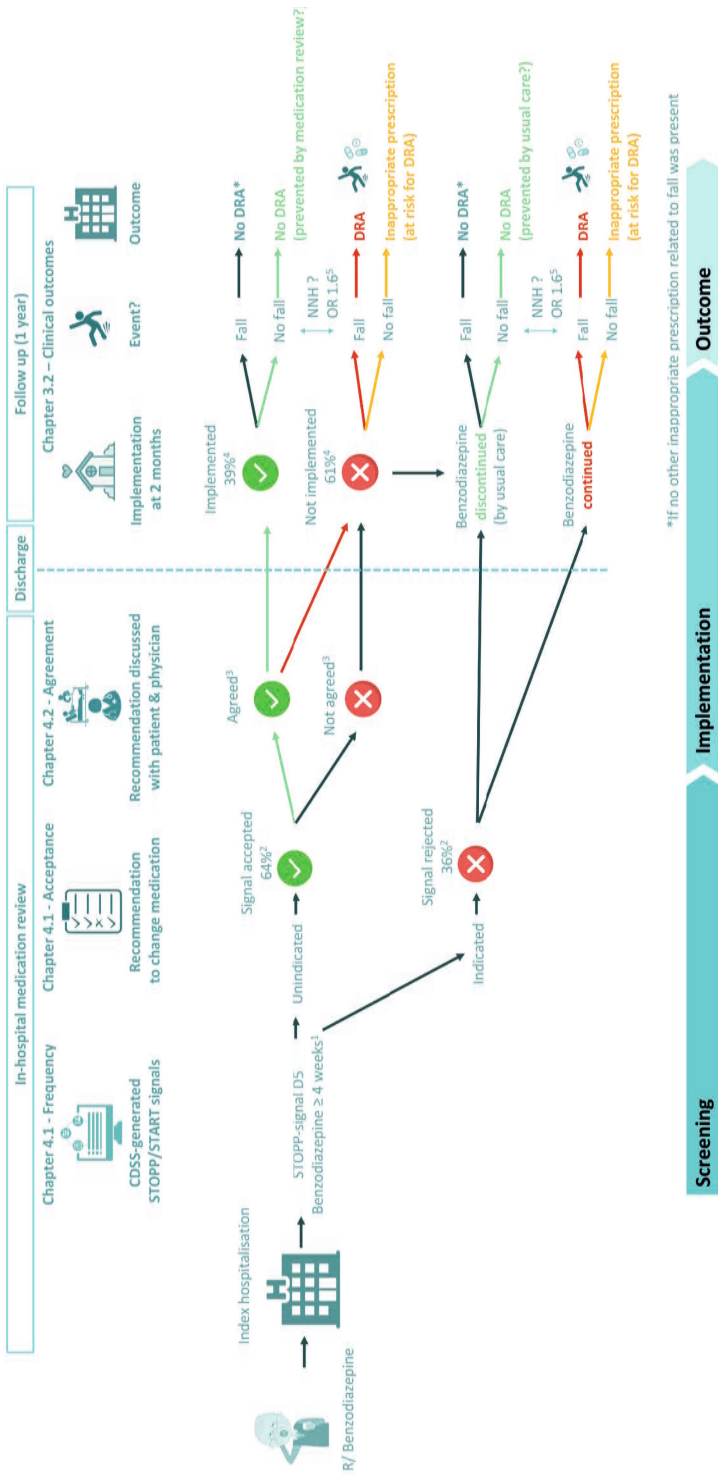 In-hospital medication review
Discharge
Follow up (1 year)
Chapter 4.1 - Frequency
Chapter 4.1 - Acceptance
Chapter 4.2 - Agreement
Chapter 3.2 – Clinical outcomes
CDSS-generated
STOPP/START signals
Recommendation
to change medication
Recommendation discussed
with patient & physician
Implementation
at 2 months
Event?
H
Outcome
R/ Benzodiazepine
Index hospitalisation
H
STOPP-signal D5
Benzodiazepine ≥ 4 weeks¹
Unindicated
Signal accepted
64%²
Agreed³
Not agreed³
Implemented
39%⁴
Not implemented
61%⁴
Fall
No DRA*
No fall
No DRA
(prevented by medication review?)
NNH ?
OR 1.6⁵
Fall
DRA
No fall
Inappropriate prescription
(at risk for DRA)
Indicated
Signal rejected
36%²
Benzodiazepine
discontinued
(by usual care)
Fall
No DRA*
No fall
No DRA
(prevented by usual care?)
NNH ?
OR 1.6⁵
Benzodiazepine
continued
Fall
DRA
No fall
Inappropriate prescription
(at risk for DRA)
*If no other inappropriate prescription related to fall was present
Screening
Implementation
Outcome